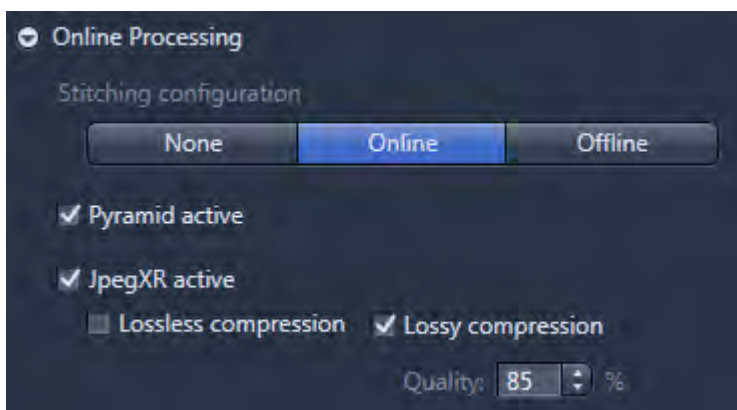 Online Processing
Stitching configuration
None Online Offline
Pyramid active
JpegXR active
Lossless compression Lossy compression
Quality: 85 %